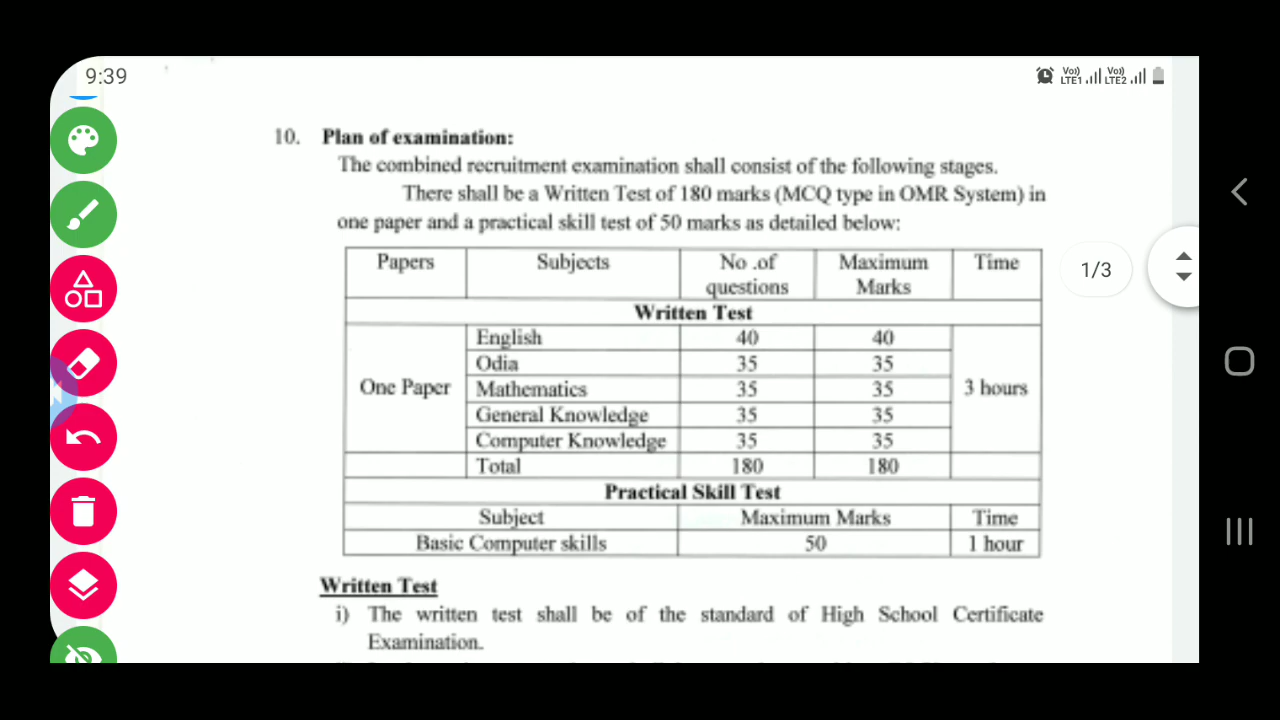 9:39
Vo)) LTE1 Vo)) LTE2
10. Plan of examination:
The combined recruitment examination shall consist of the following stages.
There shall be a Written Test of 180 marks (MCQ type in OMR System) in
one paper and a practical skill test of 50 marks as detailed below:
Papers Subjects No .of questions Maximum Marks Time
1/3
Written Test
English 40 40
Odia 35 35
One Paper Mathematics 35 35 3 hours
General Knowledge 35 35
Computer Knowledge 35 35
Total 180 180
Practical Skill Test
Subject Maximum Marks Time
Basic Computer skills 50 1 hour
Written Test
i) The written test shall be of the standard of High School Certificate
Examination.